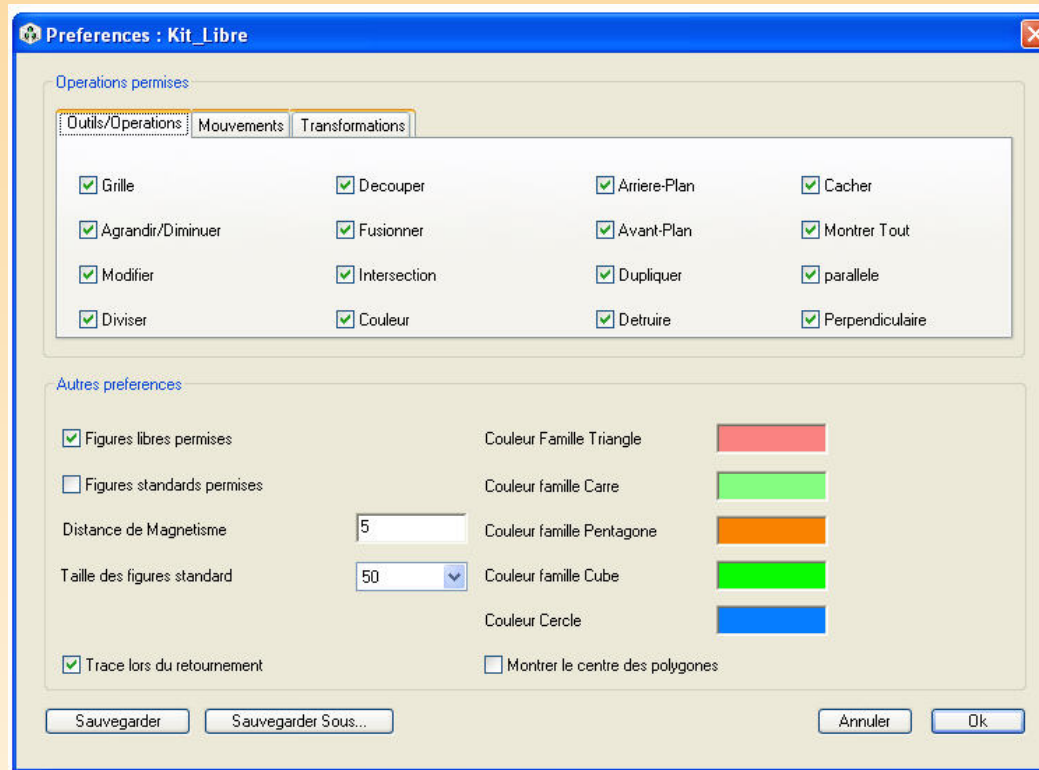 Preferences : Kit_Libre
Operations permises
Outils/Operations Mouvements Transformations
Grille Decouper Arriere-Plan Cacher
Agrandir/Diminuer Fusionner Avant-Plan Montrer Tout
Modifier Intersection Dupliquer parallele
Diviser Couleur Detruire Perpendiculaire
Autres preferences
Figures libres permises Couleur Famille Triangle
Figures standards permises Couleur famille Carre
Distance de Magnetisme 5 Couleur famille Pentagone
Taille des figures standard 50 Couleur famille Cube
Couleur Cercle
Trace lors du retournement Montrer le centre des polygones
Sauvegarder Sauvegarder Sous... Annuler Ok